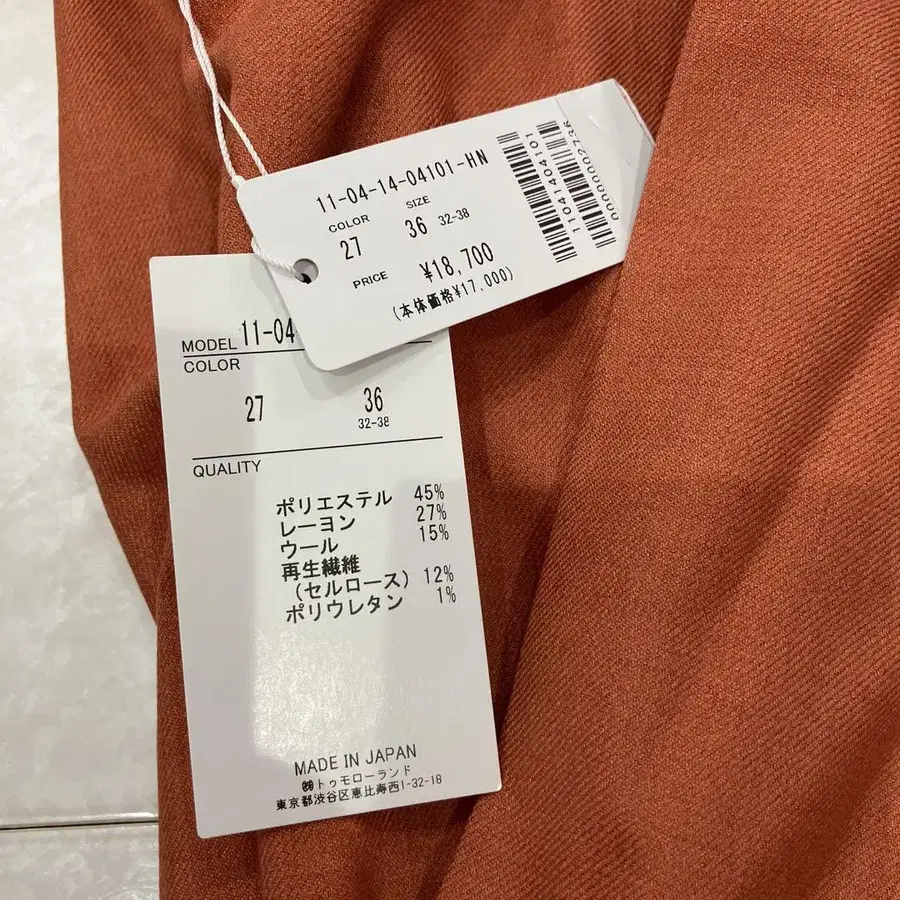 11-04-14-04101-HN
COLOR SIZE
27 36 32-38
PRICE ¥18,700
(本体価格¥17,000)
11041404101
0000000002736
MODEL 11-04
COLOR
27 36
32-38
QUALITY
ポリエステル 45%
レーヨン 27%
ウール 15%
再生繊維
(セルロース) 12%
ポリウレタン 1%
MADE IN JAPAN
㈱トゥモローランド
東京都渋谷区恵比寿西1-32-18